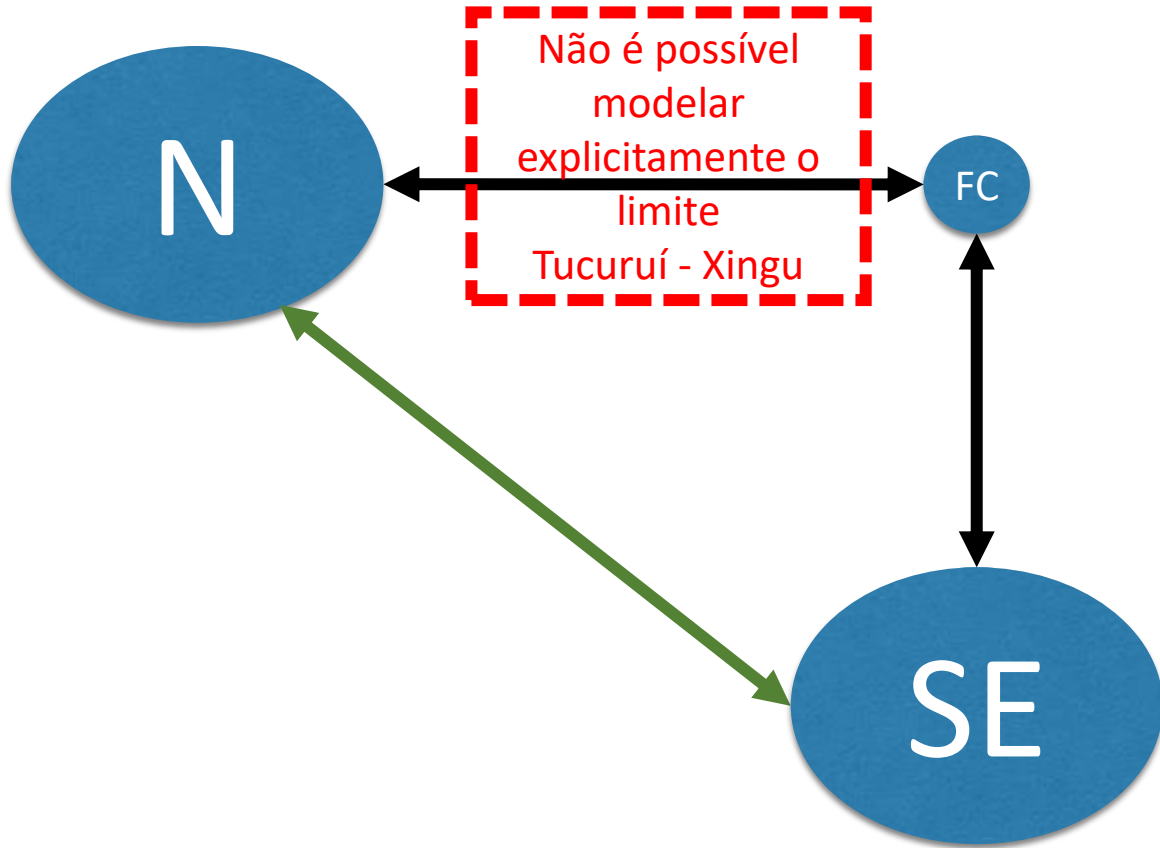 Não é possível
modelar
explicitamente o
limite
Tucuruí - Xingu
N
FC
SE